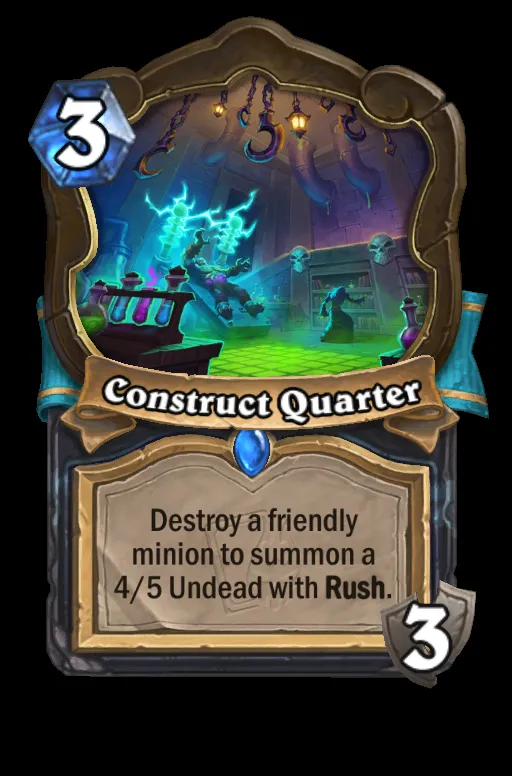 3
Construct Quarter
Destroy a friendly
minion to summon a
4/5 Undead with Rush.
3